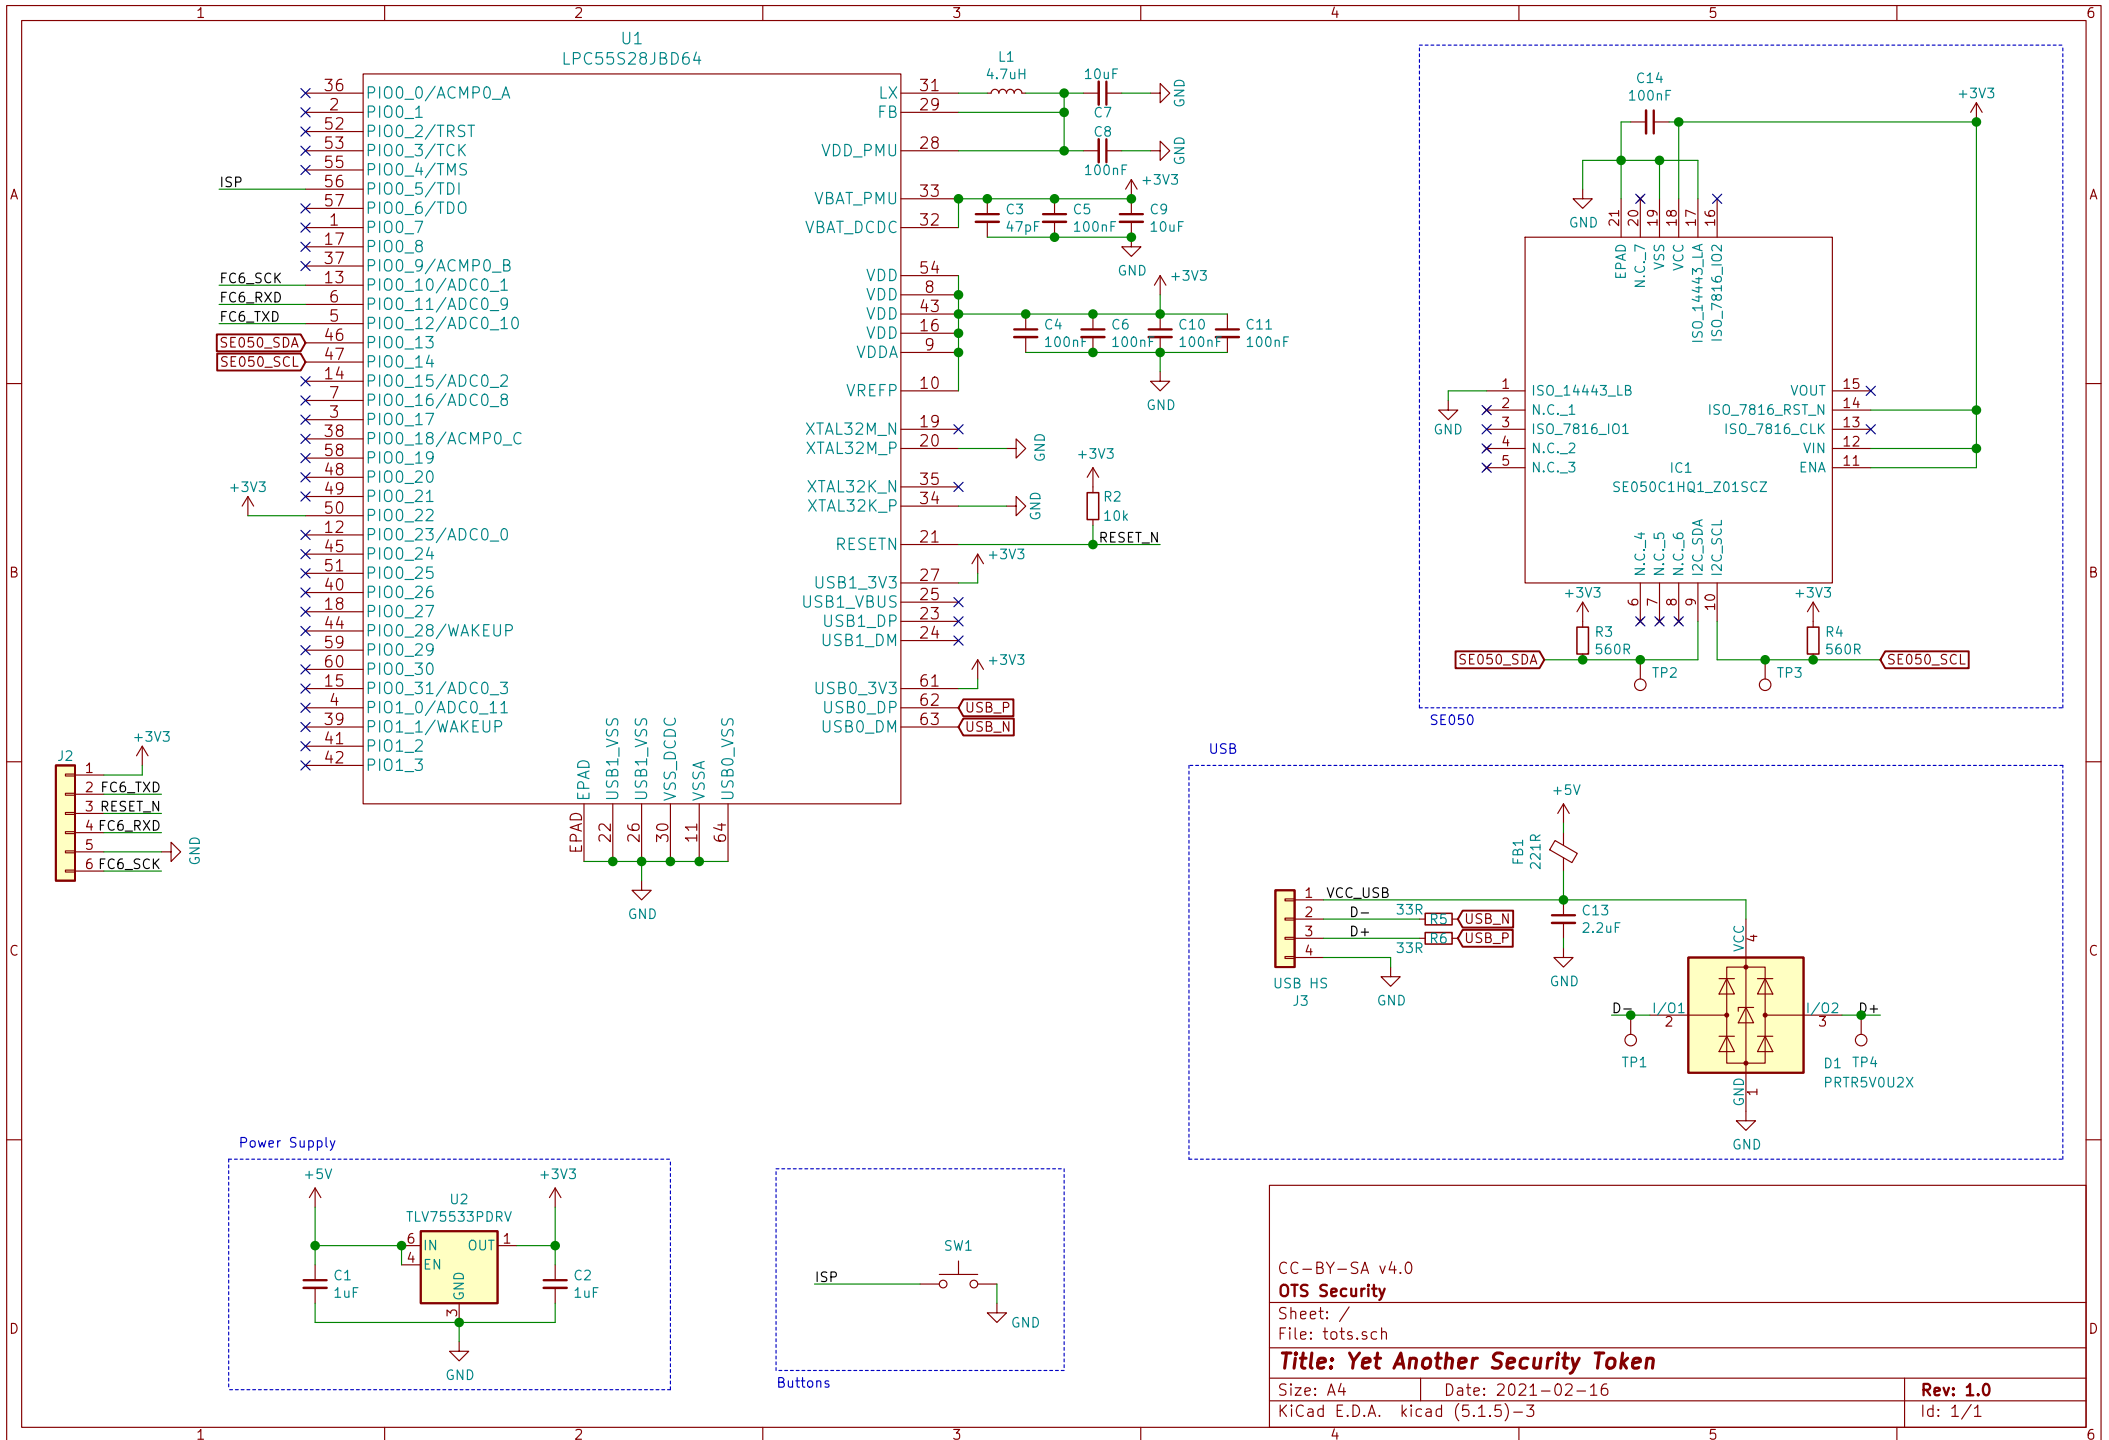 1 2 3 4 5 6
A
B
C
D
A
B
C
D
1 2 3 4 5 6
U1
LPC55S28JBD64
36 PIO0_0/ACMP0_A
2 PIO0_1
52 PIO0_2/TRST
53 PIO0_3/TCK
55 PIO0_4/TMS
ISP 56 PIO0_5/TDI
57 PIO0_6/TDO
1 PIO0_7
17 PIO0_8
37 PIO0_9/ACMP0_B
FC6_SCK 13 PIO0_10/ADC0_1
FC6_RXD 6 PIO0_11/ADC0_9
FC6_TXD 5 PIO0_12/ADC0_10
SE050_SDA 46 PIO0_13
SE050_SCL 47 PIO0_14
14 PIO0_15/ADC0_2
7 PIO0_16/ADC0_8
3 PIO0_17
38 PIO0_18/ACMP0_C
58 PIO0_19
48 PIO0_20
49 PIO0_21
+3V3
50 PIO0_22
12 PIO0_23/ADC0_0
45 PIO0_24
51 PIO0_25
40 PIO0_26
18 PIO0_27
44 PIO0_28/WAKEUP
59 PIO0_29
60 PIO0_30
15 PIO0_31/ADC0_3
4 PIO1_0/ADC0_11
39 PIO1_1/WAKEUP
41 PIO1_2
42 PIO1_3
LX 31
FB 29
VDD_PMU 28
VBAT_PMU 33
VBAT_DCDC 32
VDD 54
VDD 8
VDD 43
VDD 16
VDDA 9
VREFP 10
XTAL32M_N 19
XTAL32M_P 20
XTAL32K_N 35
XTAL32K_P 34
RESETN 21
USB1_3V3 27
USB1_VBUS 25
USB1_DP 23
USB1_DM 24
USB0_3V3 61
USB0_DP 62 USB_P
USB0_DM 63 USB_N
EPAD EPAD
USB1_VSS 22
USB1_VSS 26
VSS_DCDC 30
VSSA 11
USB0_VSS 64
GND
L1
4.7uH
10uF
C7
GND
C8
100nF
GND
+3V3
C3
47pF
C5
100nF
C9
10uF
GND
+3V3
C4
100nF
C6
100nF
C10
100nF
C11
100nF
GND
GND
GND
+3V3
R2
10k
RESET_N
+3V3
+3V3
J2
+3V3
1
2 FC6_TXD
3 RESET_N
4 FC6_RXD
5
6 FC6_SCK
GND
C14
100nF
+3V3
GND
21 EPAD
20 N.C._7
19 VSS
18 VCC
17 ISO_14443_LA
16 ISO_7816_IO2
1 ISO_14443_LB
2 N.C._1
3 ISO_7816_IO1
4 N.C._2
5 N.C._3
GND
VOUT 15
ISO_7816_RST_N 14
ISO_7816_CLK 13
VIN 12
ENA 11
IC1
SE050C1HQ1_Z01SCZ
N.C._4 6
N.C._5 7
N.C._6 8
I2C_SDA 9
I2C_SCL 10
+3V3
R3
560R
SE050_SDA
TP2
+3V3
R4
560R
TP3
SE050_SCL
SE050
USB
+5V
FB1
221R
1 VCC_USB
2 D- 33R R5 USB_N
3 D+ 33R R6 USB_P
4
USB HS
J3
GND
C13
2.2uF
GND
VCC 4
D- I/O1 2
I/O2 3 D+
TP1
D1 TP4
PRTR5V0U2X
GND 1
GND
Power Supply
+5V
+3V3
U2
TLV75533PDRV
6 IN OUT 1
4 EN
GND
3
C1
1uF
C2
1uF
GND
SW1
ISP
GND
Buttons
CC-BY-SA v4.0
OTS Security
Sheet: /
File: tots.sch
Title: Yet Another Security Token
Size: A4 Date: 2021-02-16 Rev: 1.0
KiCad E.D.A. kicad (5.1.5)-3 Id: 1/1